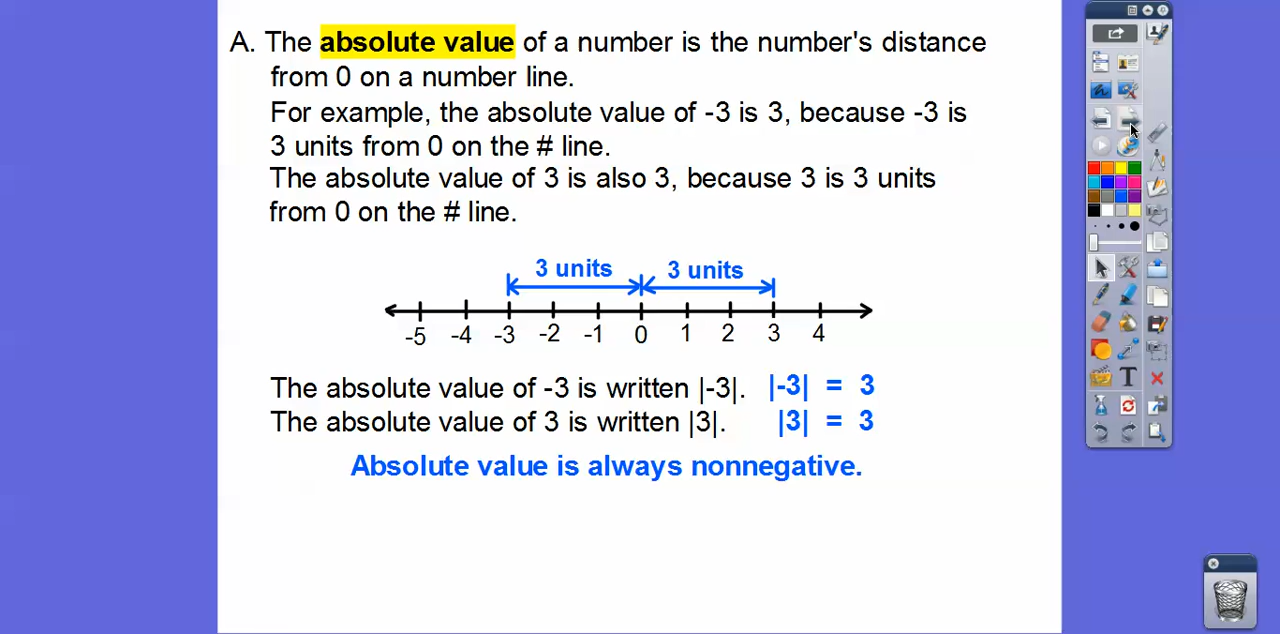 A. The absolute value of a number is the number's distance
from 0 on a number line.
For example, the absolute value of -3 is 3, because -3 is
3 units from 0 on the # line.
The absolute value of 3 is also 3, because 3 is 3 units
from 0 on the # line.
3 units 3 units
-5 -4 -3 -2 -1 0 1 2 3 4
The absolute value of -3 is written |-3|. |-3| = 3
The absolute value of 3 is written |3|. |3| = 3
Absolute value is always nonnegative.
T